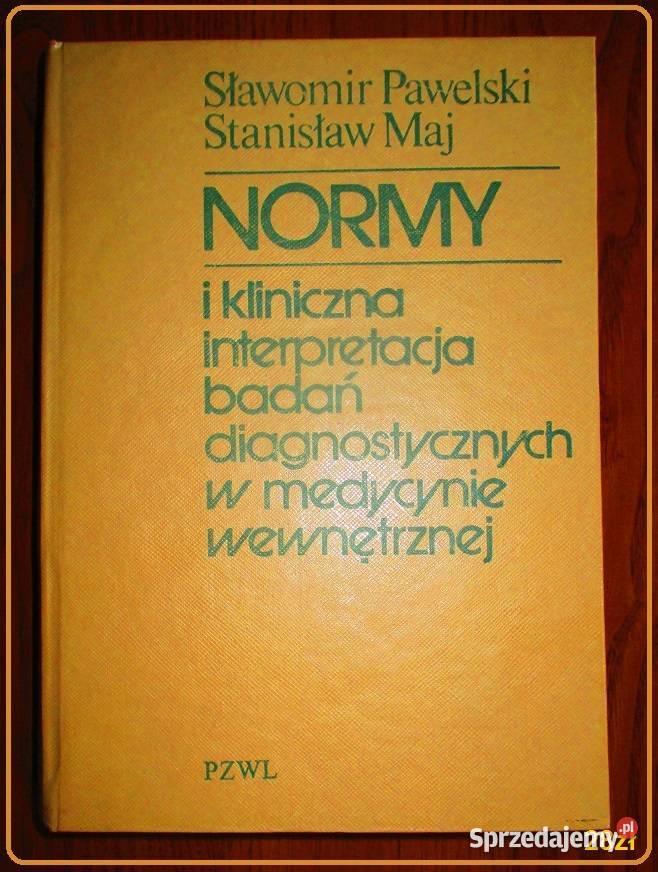 Sławomir Pawelski
Stanisław Maj
NORMY
i kliniczna
interpretacja
badań
diagnostycznych
w medycynie
wewnętrznej
PZWL
Sprzedajemy.pl